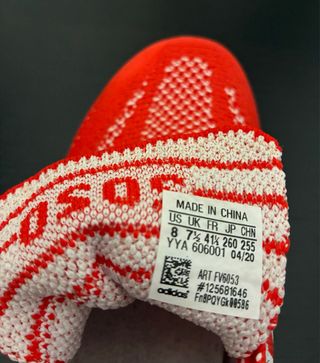 MADE IN CHINA
US UK FR JP CHN
8 7½ 41⅓ 260 255
YYA 606001 04/20
ART FV6053
#125681646
FnBPQYGk00586
adidas